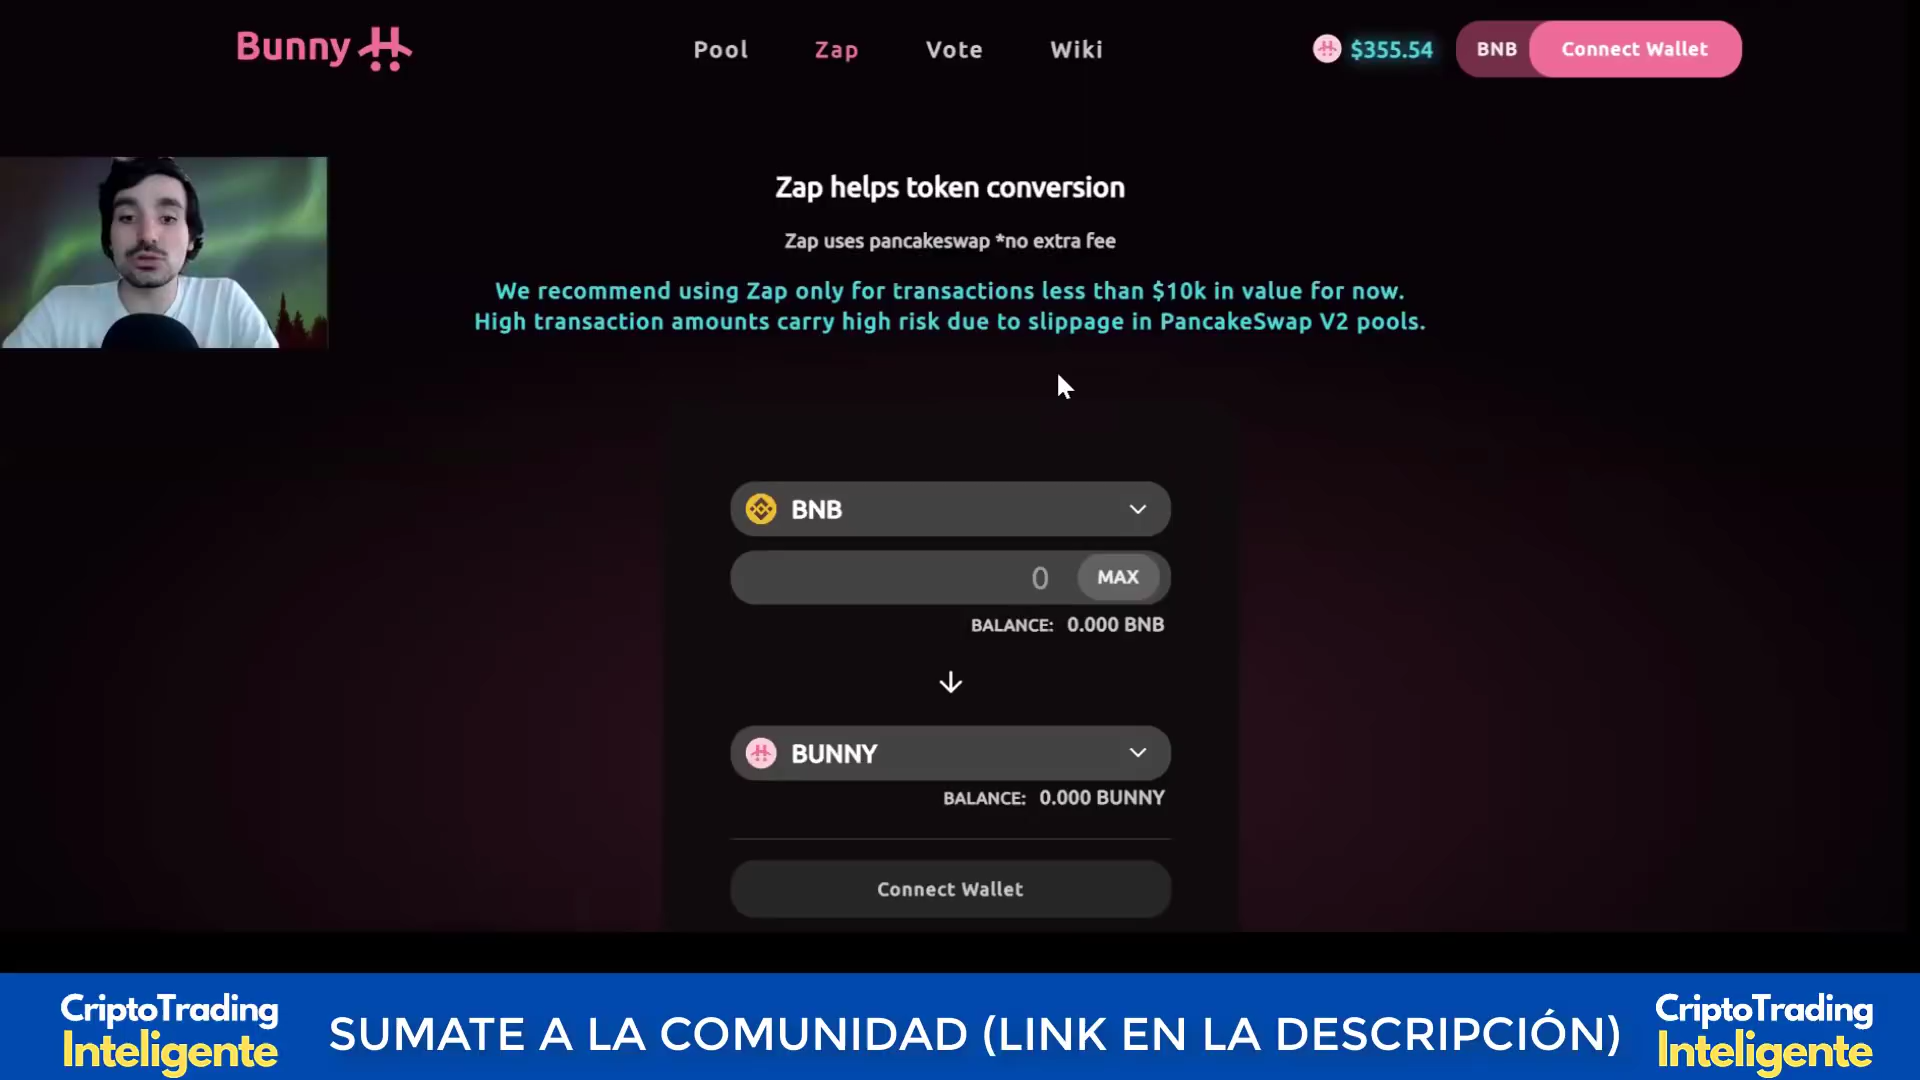 Bunny
Pool
Zap
Vote
Wiki
$355.54
BNB
Connect Wallet
Zap helps token conversion
Zap uses pancakeswap *no extra fee
We recommend using Zap only for transactions less than $10k in value for now.
High transaction amounts carry high risk due to slippage in PancakeSwap V2 pools.
BNB
0
MAX
BALANCE: 0.000 BNB
BUNNY
BALANCE: 0.000 BUNNY
Connect Wallet
CriptoTrading
Inteligente
SUMATE A LA COMUNIDAD (LINK EN LA DESCRIPCIÓN)
CriptoTrading
Inteligente